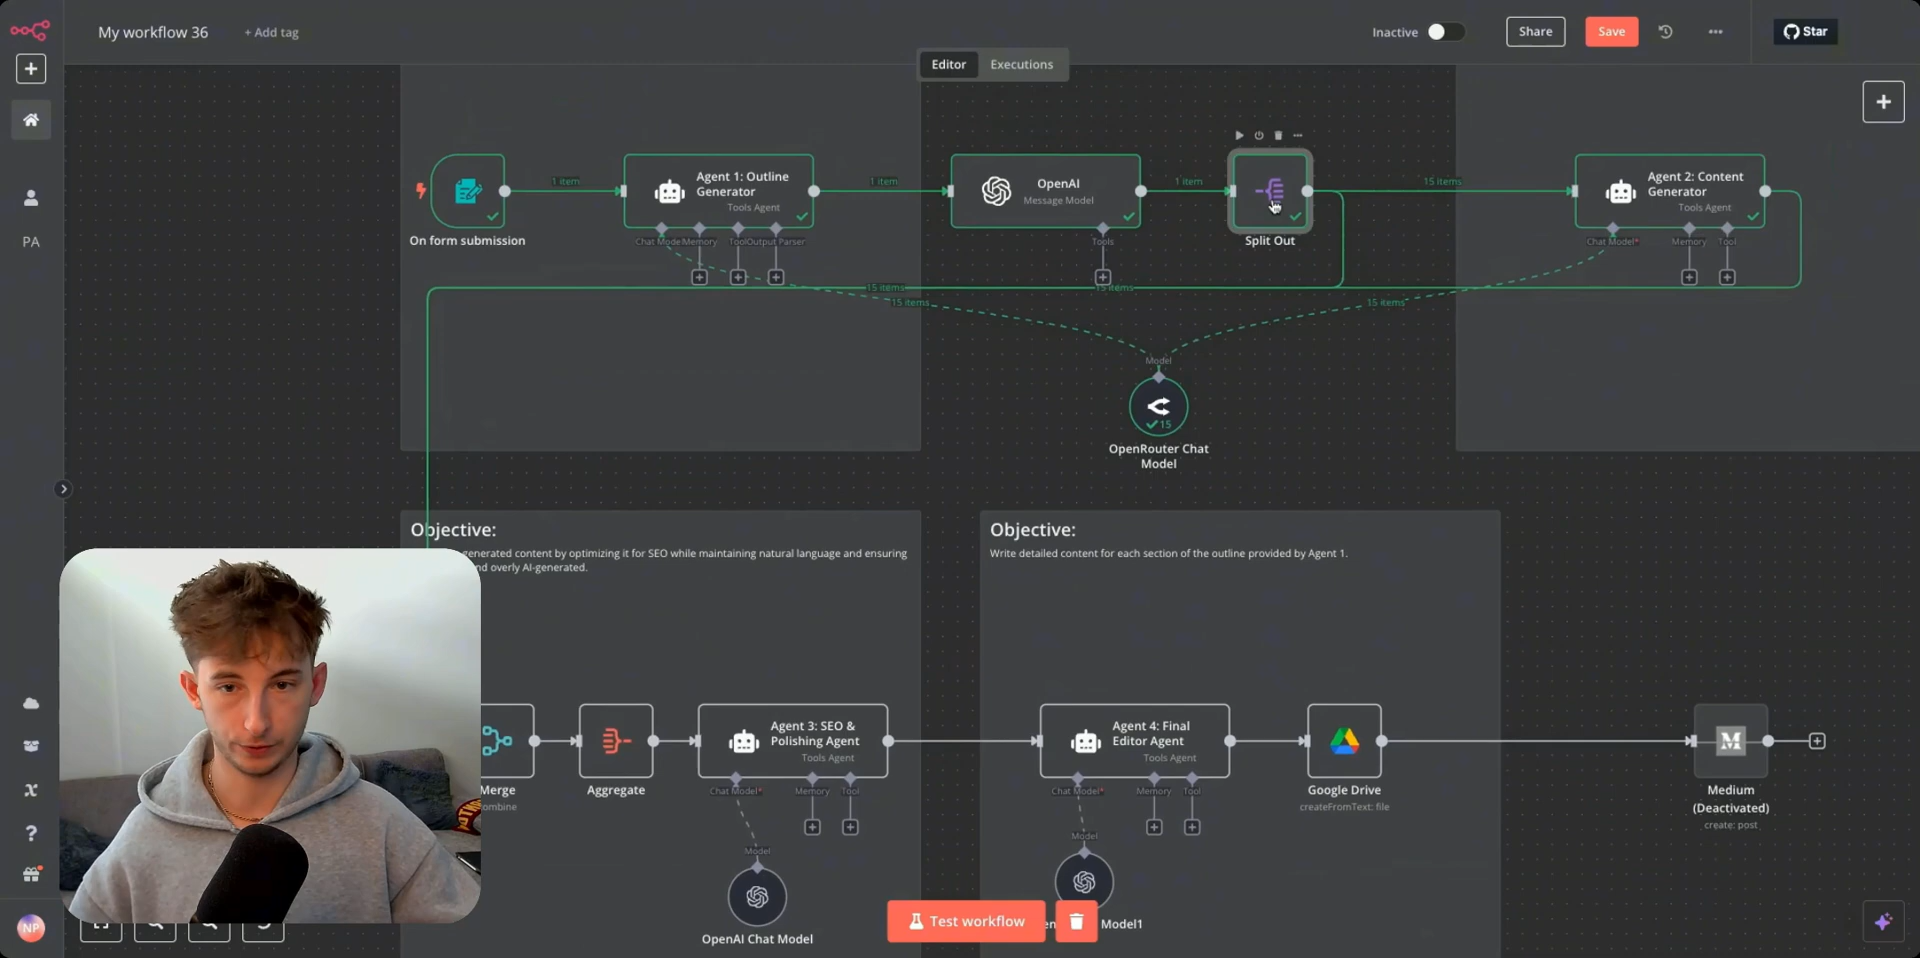 My workflow 36
+ Add tag
Inactive
Share
Save
Star
Editor
Executions
1 item
1 item
1 item
15 items
Agent 1: Outline
Generator
Tools Agent
OpenAI
Message Model
Agent 2: Content
Generator
Tools Agent
On form submission
Split Out
Chat Mode
Memory
Tool
Output Parser
Tools
Chat Model*
Memory
Tool
PA
15 items
15 items
15 items
15 items
Model
15
OpenRouter Chat
Model
Objective:
generated content by optimizing it for SEO while maintaining natural language and ensuring
nd overly AI-generated.
Objective:
Write detailed content for each section of the outline provided by Agent 1.
Agent 3: SEO &
Polishing Agent
Tools Agent
Agent 4: Final
Editor Agent
Tools Agent
Merge
ombine
Aggregate
Chat Model*
Memory
Tool
Chat Model*
Memory
Tool
Google Drive
createFromText: file
Medium
(Deactivated)
create: post
Model
Model
OpenAI Chat Model
Test workflow
en
Model1
NP